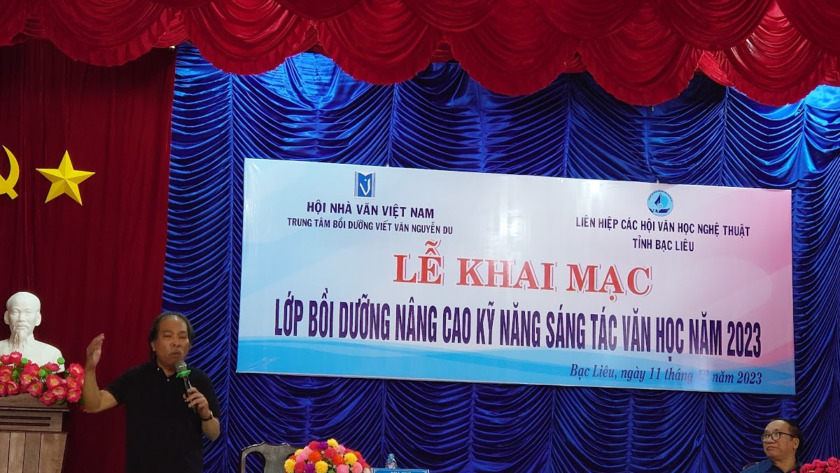 HỘI NHÀ VĂN VIỆT NAM
TRUNG TÂM BỒI DƯỠNG VIẾT VĂN NGUYỄN DU
LIÊN HIỆP CÁC HỘI VĂN HỌC NGHỆ THUẬT
TỈNH BẠC LIÊU
LỄ KHAI MẠC
LỚP BỒI DƯỠNG NÂNG CAO KỸ NĂNG SÁNG TÁC VĂN HỌC NĂM 2023
Bạc Liêu, ngày 11 tháng năm 2023